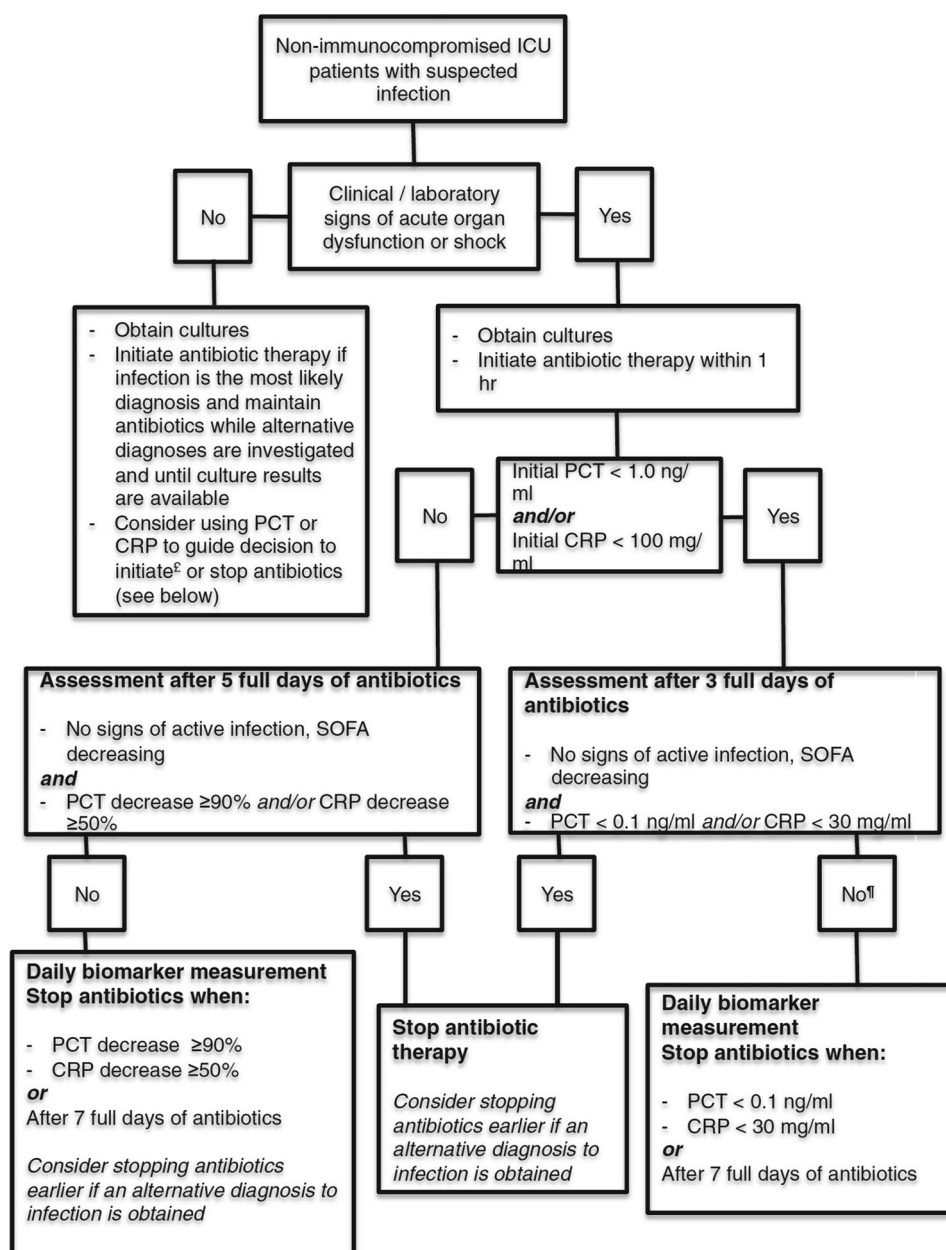 Non-immunocompromised ICU
patients with suspected
infection
No
Clinical / laboratory
signs of acute organ
dysfunction or shock
Yes
- Obtain cultures
- Initiate antibiotic therapy if
infection is the most likely
diagnosis and maintain
antibiotics while alternative
diagnoses are investigated
and until culture results
are available
- Consider using PCT or
CRP to guide decision to
initiate£ or stop antibiotics
(see below)
- Obtain cultures
- Initiate antibiotic therapy within 1
hr
No
Initial PCT < 1.0 ng/
ml
and/or
Initial CRP < 100 mg/
ml
Yes
Assessment after 5 full days of antibiotics
- No signs of active infection, SOFA
decreasing
and
- PCT decrease ≥90% and/or CRP decrease
≥50%
Assessment after 3 full days of
antibiotics
- No signs of active infection, SOFA
decreasing
and
- PCT < 0.1 ng/ml and/or CRP < 30 mg/ml
No
Yes
Yes
No¶
Daily biomarker measurement
Stop antibiotics when:
- PCT decrease ≥90%
- CRP decrease ≥50%
or
After 7 full days of antibiotics
Consider stopping antibiotics
earlier if an alternative diagnosis to
infection is obtained
Stop antibiotic
therapy
Consider stopping
antibiotics earlier if an
alternative diagnosis to
infection is obtained
Daily biomarker
measurement
Stop antibiotics when:
- PCT < 0.1 ng/ml
- CRP < 30 mg/ml
or
After 7 full days of antibiotics